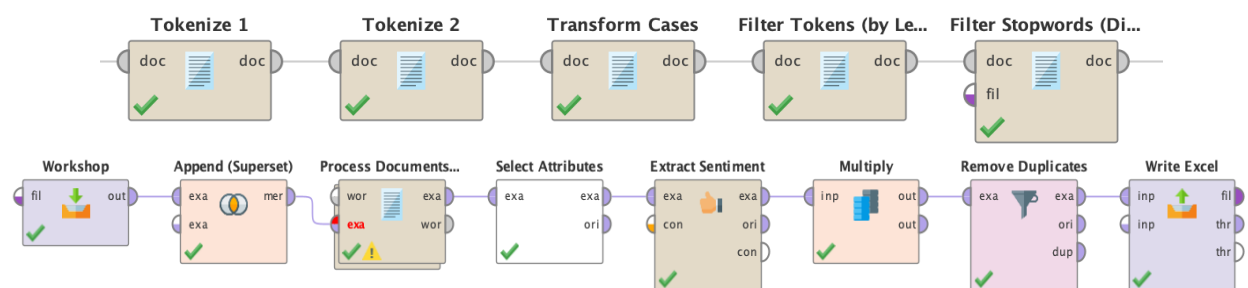 Tokenize 1 Tokenize 2 Transform Cases Filter Tokens (by Le... Filter Stopwords (Di...
doc doc doc doc doc doc doc doc doc doc
fil
Workshop Append (Superset) Process Documents... Select Attributes Extract Sentiment Multiply Remove Duplicates Write Excel
fil out exa mer wor exa exa exa exa exa inp out exa exa inp fil
exa exa wor ori con ori out ori inp thr
con dup thr